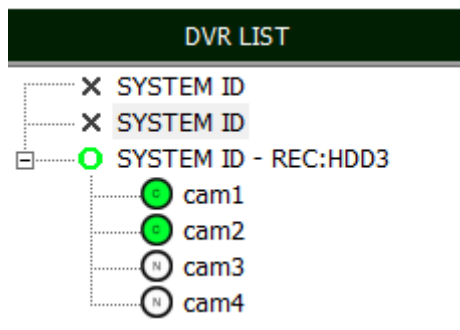 DVR LIST
SYSTEM ID
SYSTEM ID
SYSTEM ID - REC:HDD3
C cam1
C cam2
N cam3
N cam4